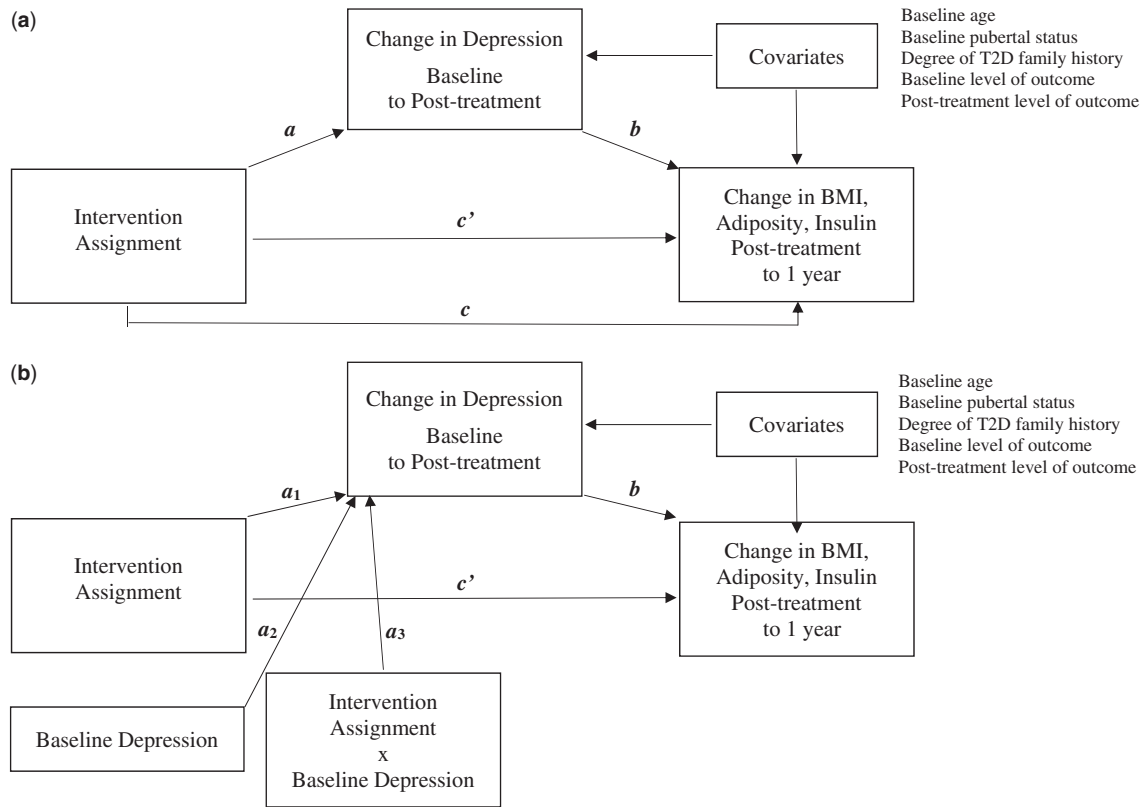 (a)
Change in Depression
Baseline
to Post-treatment
Covariates
Baseline age
Baseline pubertal status
Degree of T2D family history
Baseline level of outcome
Post-treatment level of outcome
a
b
Intervention
Assignment
c'
Change in BMI,
Adiposity, Insulin
Post-treatment
to 1 year
c
(b)
Change in Depression
Baseline
to Post-treatment
Covariates
Baseline age
Baseline pubertal status
Degree of T2D family history
Baseline level of outcome
Post-treatment level of outcome
a1
b
Intervention
Assignment
c'
Change in BMI,
Adiposity, Insulin
Post-treatment
to 1 year
a2
a3
Baseline Depression
Intervention
Assignment
x
Baseline Depression